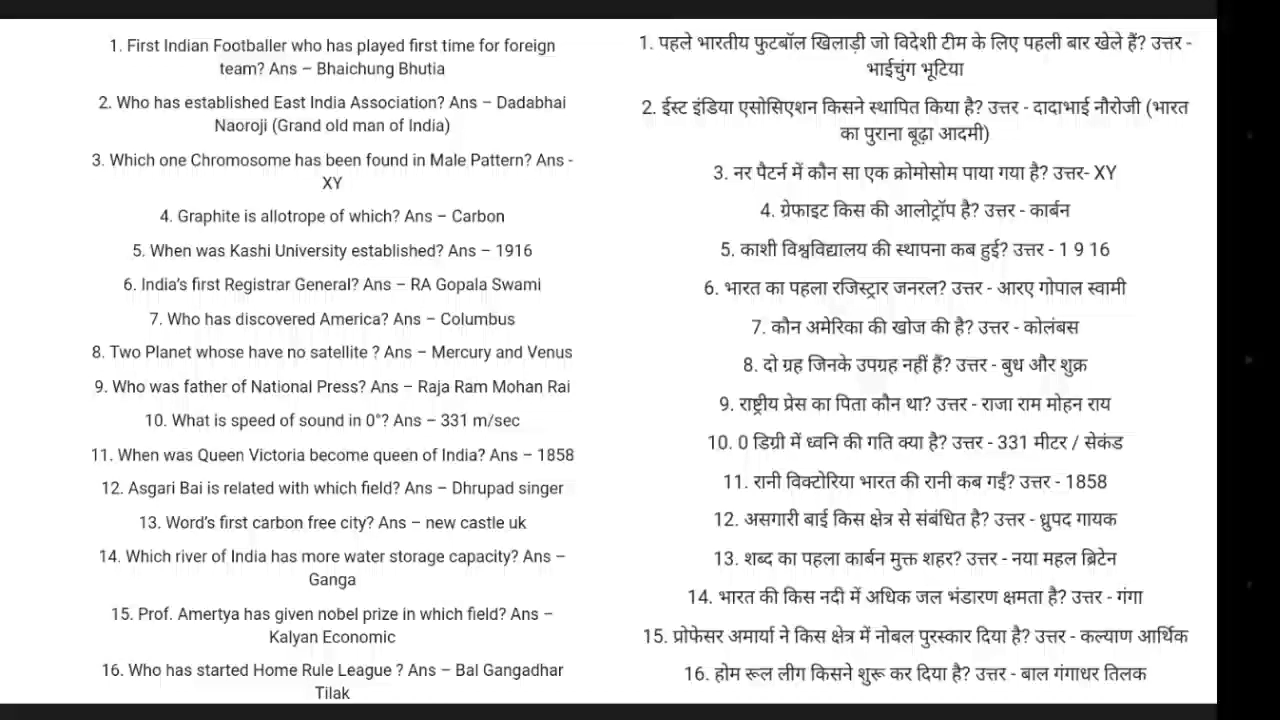 1. First Indian Footballer who has played first time for foreign
team? Ans – Bhaichung Bhutia
2. Who has established East India Association? Ans – Dadabhai
Naoroji (Grand old man of India)
3. Which one Chromosome has been found in Male Pattern? Ans -
XY
4. Graphite is allotrope of which? Ans – Carbon
5. When was Kashi University established? Ans – 1916
6. India’s first Registrar General? Ans – RA Gopala Swami
7. Who has discovered America? Ans – Columbus
8. Two Planet whose have no satellite ? Ans – Mercury and Venus
9. Who was father of National Press? Ans – Raja Ram Mohan Rai
10. What is speed of sound in 0°? Ans – 331 m/sec
11. When was Queen Victoria become queen of India? Ans – 1858
12. Asgari Bai is related with which field? Ans – Dhrupad singer
13. Word’s first carbon free city? Ans – new castle uk
14. Which river of India has more water storage capacity? Ans –
Ganga
15. Prof. Amertya has given nobel prize in which field? Ans –
Kalyan Economic
16. Who has started Home Rule League ? Ans – Bal Gangadhar
Tilak
1. पहले भारतीय फुटबॉल खिलाड़ी जो विदेशी टीम के लिए पहली बार खेले हैं? उत्तर -
भाईचुंग भूटिया
2. ईस्ट इंडिया एसोसिएशन किसने स्थापित किया है? उत्तर - दादाभाई नौरोजी (भारत
का पुराना बूढ़ा आदमी)
3. नर पैटर्न में कौन सा एक क्रोमोसोम पाया गया है? उत्तर- XY
4. ग्रेफाइट किस की आलोट्रॉप है? उत्तर - कार्बन
5. काशी विश्वविद्यालय की स्थापना कब हुई? उत्तर - 1 9 16
6. भारत का पहला रजिस्ट्रार जनरल? उत्तर - आरए गोपाल स्वामी
7. कौन अमेरिका की खोज की है? उत्तर - कोलंबस
8. दो ग्रह जिनके उपग्रह नहीं हैं? उत्तर - बुध और शुक्र
9. राष्ट्रीय प्रेस का पिता कौन था? उत्तर - राजा राम मोहन राय
10. 0 डिग्री में ध्वनि की गति क्या है? उत्तर - 331 मीटर / सेकंड
11. रानी विक्टोरिया भारत की रानी कब गईं? उत्तर - 1858
12. असगारी बाई किस क्षेत्र से संबंधित है? उत्तर - ध्रुपद गायक
13. शब्द का पहला कार्बन मुक्त शहर? उत्तर - नया महल ब्रिटेन
14. भारत की किस नदी में अधिक जल भंडारण क्षमता है? उत्तर - गंगा
15. प्रोफेसर अमार्या ने किस क्षेत्र में नोबल पुरस्कार दिया है? उत्तर - कल्याण आर्थिक
16. होम रूल लीग किसने शुरू कर दिया है? उत्तर - बाल गंगाधर तिलक